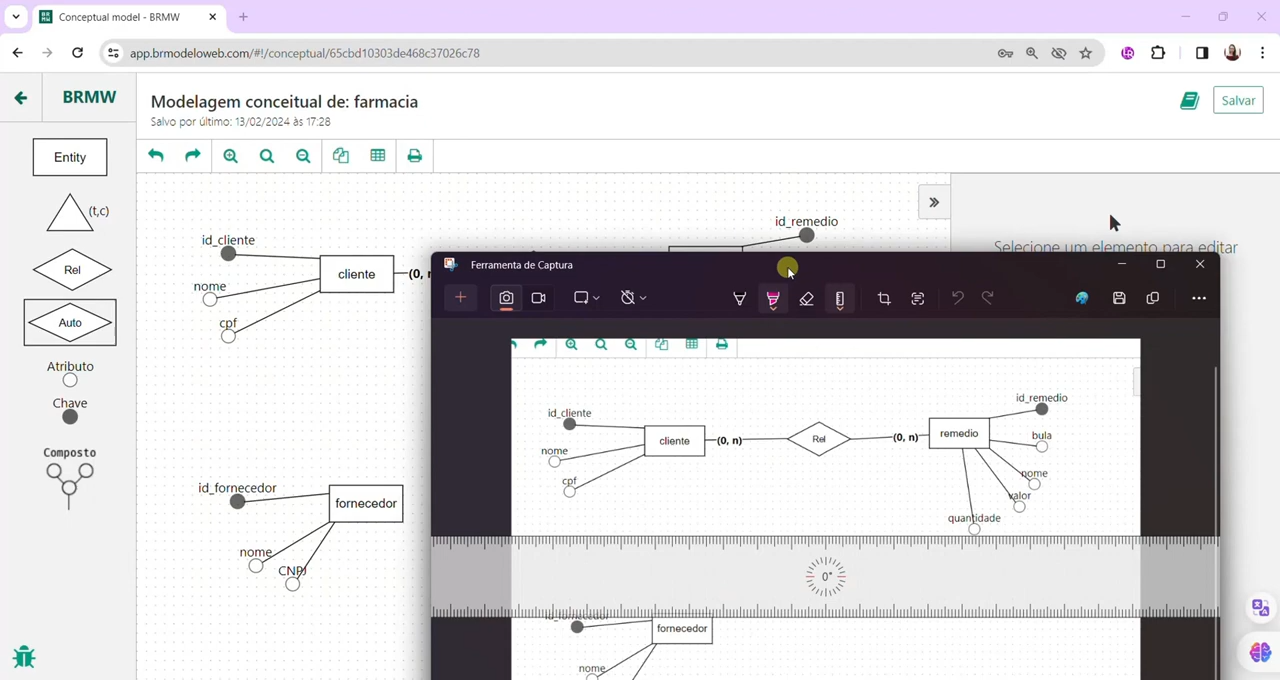 Conceptual model - BRMW
app.brmodeloweb.com/#!/conceptual/65cbd10303de468c37026c78
BRMW
Modelagem conceitual de: farmacia
Salvo por último: 13/02/2024 às 17:28
Salvar
Entity
(t,c)
Rel
Auto
Atributo
Chave
Composto
id_cliente
nome
cpf
cliente
(0, n
id_remedio
Selecione um elemento para editar
id_fornecedor
nome
CNPJ
fornecedor
Ferramenta de Captura
id_cliente
nome
cpf
cliente
(0, n)
Rel
(0, n)
remedio
id_remedio
bula
nome
valor
quantidade
0°
id_fornecedor
fornecedor
nome